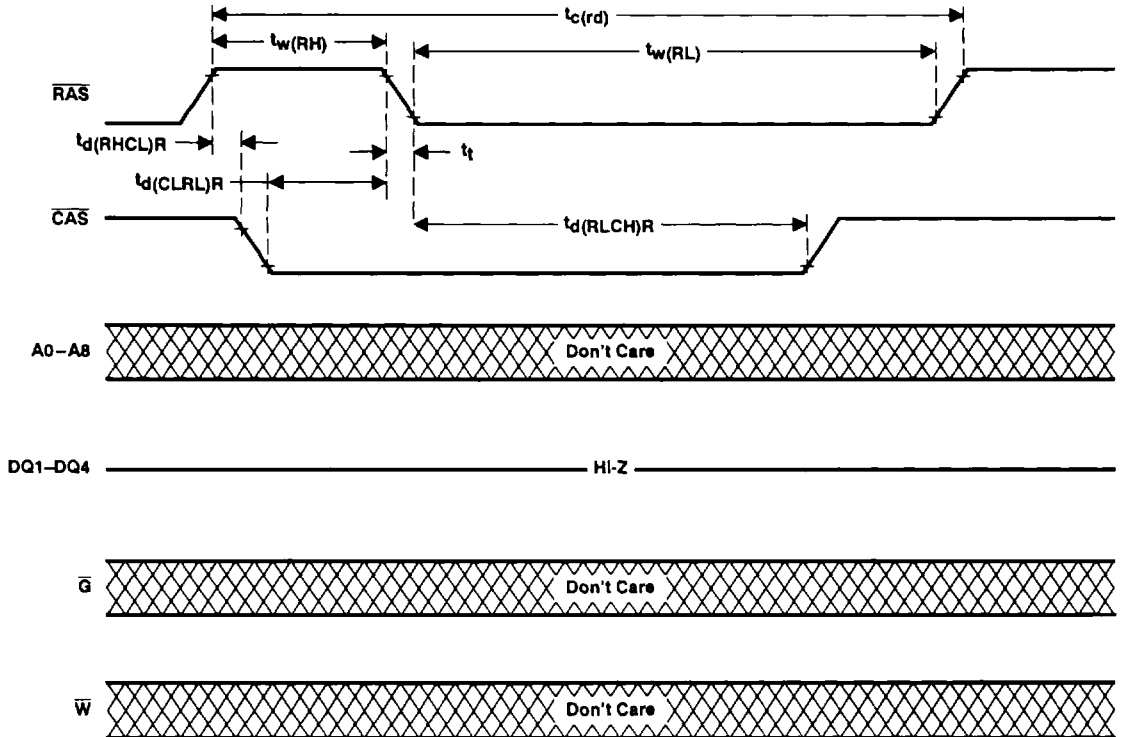 tc(rd)
tw(RH)
tw(RL)
RAS
td(RHCL)R
tt
td(CLRL)R
CAS
td(RLCH)R
A0–A8
Don't Care
DQ1–DQ4
HI-Z
G
Don't Care
W
Don't Care